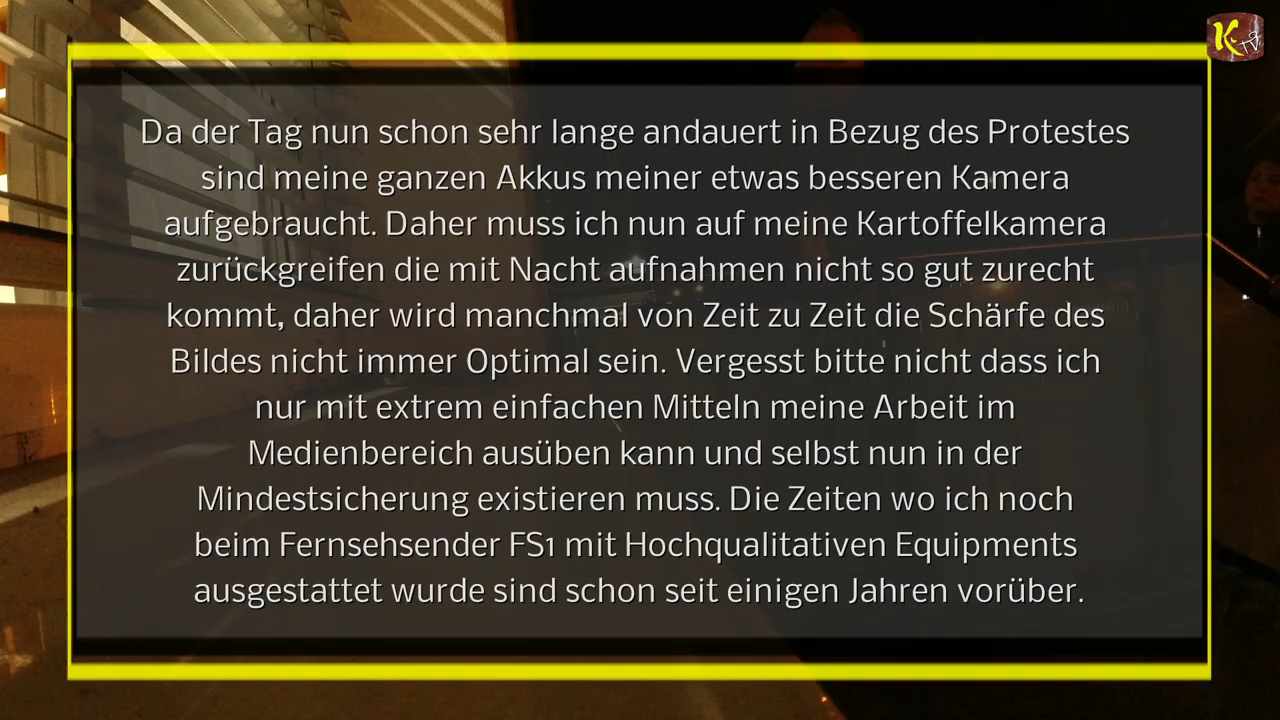 K
Da der Tag nun schon sehr lange andauert in Bezug des Protestes
sind meine ganzen Akkus meiner etwas besseren Kamera
aufgebraucht. Daher muss ich nun auf meine Kartoffelkamera
zurückgreifen die mit Nacht aufnahmen nicht so gut zurecht
kommt, daher wird manchmal von Zeit zu Zeit die Schärfe des
Bildes nicht immer Optimal sein. Vergesst bitte nicht dass ich
nur mit extrem einfachen Mitteln meine Arbeit im
Medienbereich ausüben kann und selbst nun in der
Mindestsicherung existieren muss. Die Zeiten wo ich noch
beim Fernsehsender FS1 mit Hochqualitativen Equipments
ausgestattet wurde sind schon seit einigen Jahren vorüber.